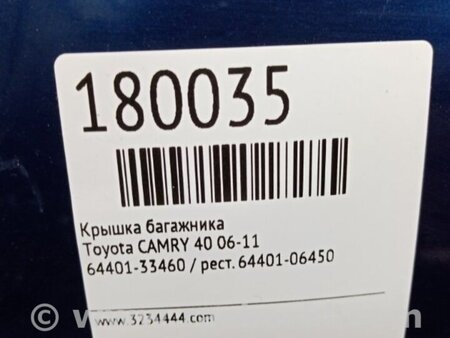 180035
Крышка багажника
Toyota CAMRY 40 06-11
64401-33460 / рест. 64401-06450
www.3234444.com